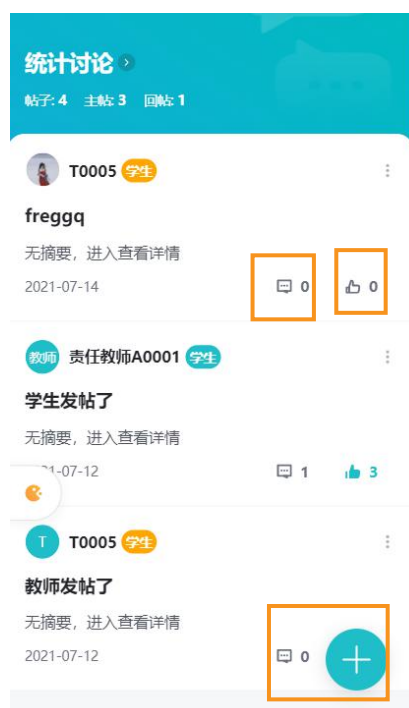 统计讨论
帖子: 4 主帖: 3 回帖: 1
T0005 学生
freggq
无摘要，进入查看详情
2021-07-14 0 0
教师 责任教师A0001 学生
学生发帖了
无摘要，进入查看详情
21-07-12 1 3
T T0005 学生
教师发帖了
无摘要，进入查看详情
2021-07-12 0